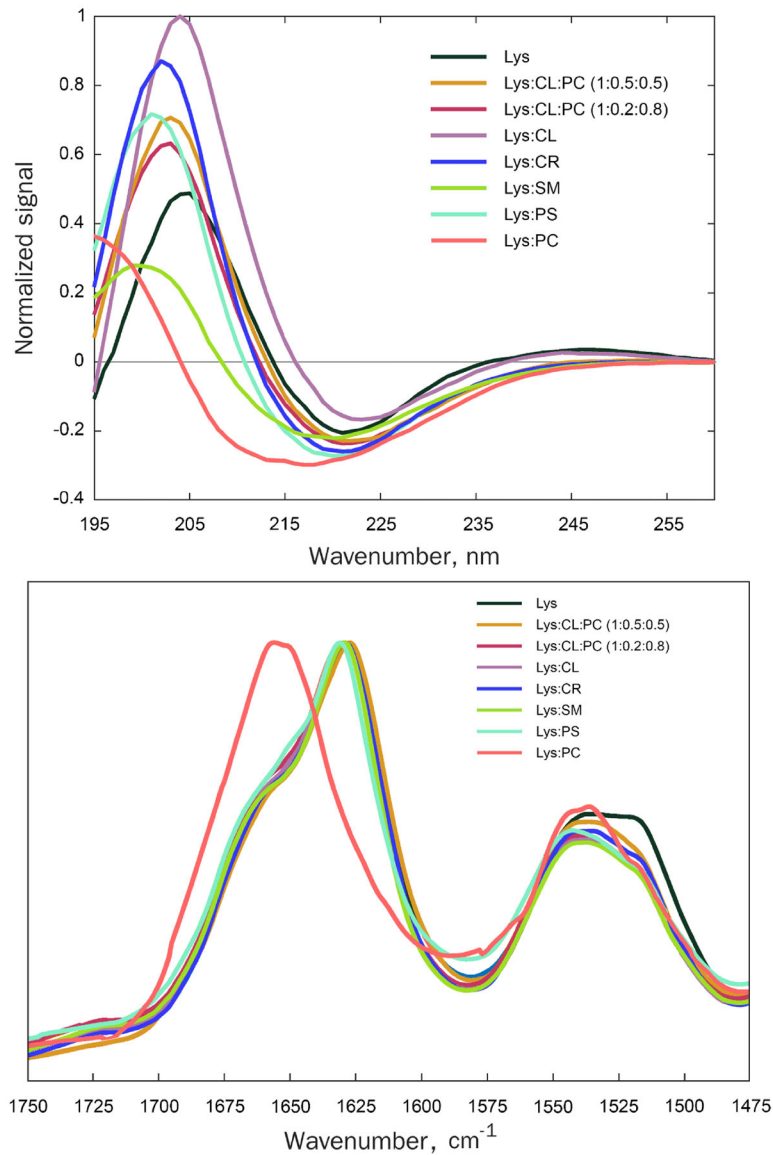 1
0.8
0.6
0.4
0.2
0
-0.2
-0.4
Normalized signal
Lys
Lys:CL:PC (1:0.5:0.5)
Lys:CL:PC (1:0.2:0.8)
Lys:CL
Lys:CR
Lys:SM
Lys:PS
Lys:PC
195 205 215 225 235 245 255
Wavenumber, nm
Lys
Lys:CL:PC (1:0.5:0.5)
Lys:CL:PC (1:0.2:0.8)
Lys:CL
Lys:CR
Lys:SM
Lys:PS
Lys:PC
1750 1725 1700 1675 1650 1625 1600 1575 1550 1525 1500 1475
Wavenumber, cm⁻¹